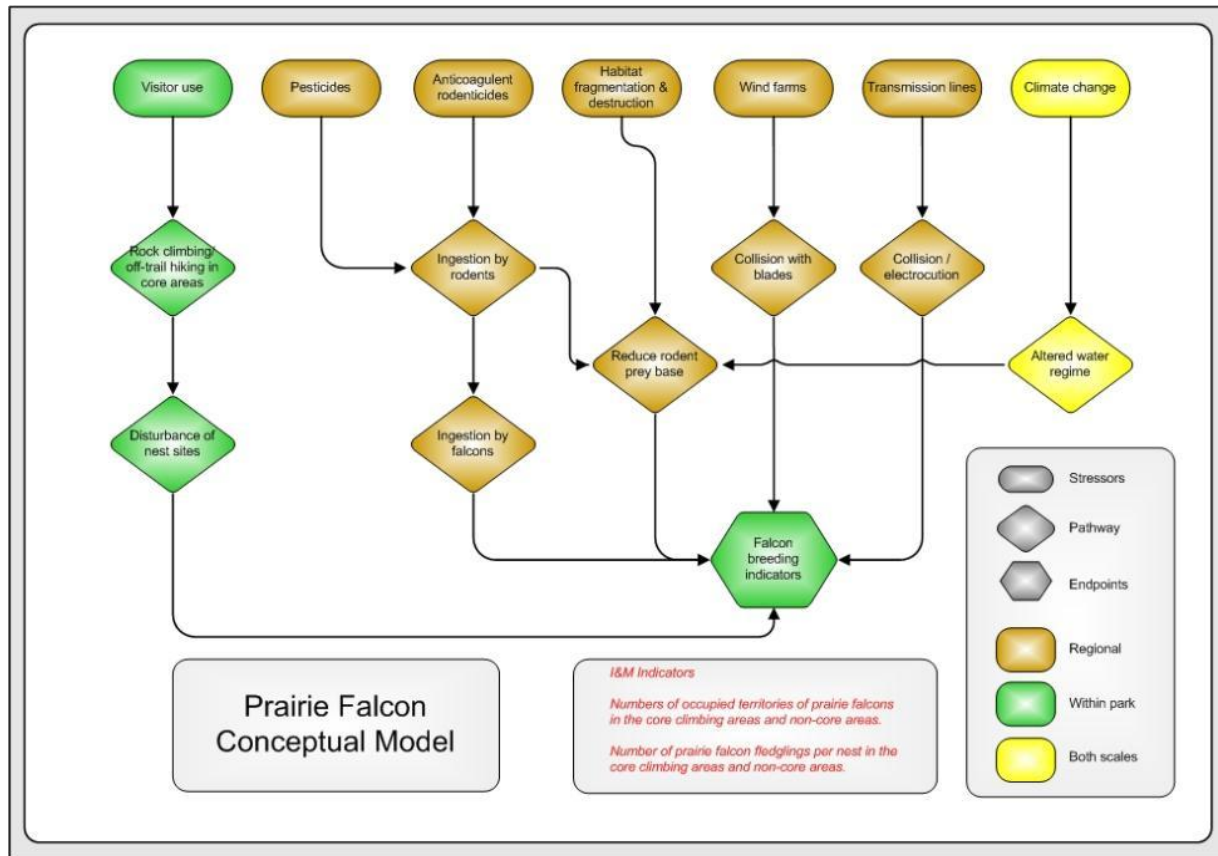 Visitor use
Pesticides
Anticoagulent
rodenticides
Habitat
fragmentation &
destruction
Wind farms
Transmission lines
Climate change
Rock climbing/
off-trail hiking in
core areas
Ingestion by
rodents
Collision with
blades
Collision /
electrocution
Reduce rodent
prey base
Altered water
regime
Disturbance of
nest sites
Ingestion by
falcons
Falcon
breeding
indicators
Stressors
Pathway
Endpoints
Regional
Within park
Both scales
Prairie Falcon
Conceptual Model
I&M Indicators
Numbers of occupied territories of prairie falcons
in the core climbing areas and non-core areas.
Number of prairie falcon fledglings per nest in the
core climbing areas and non-core areas.